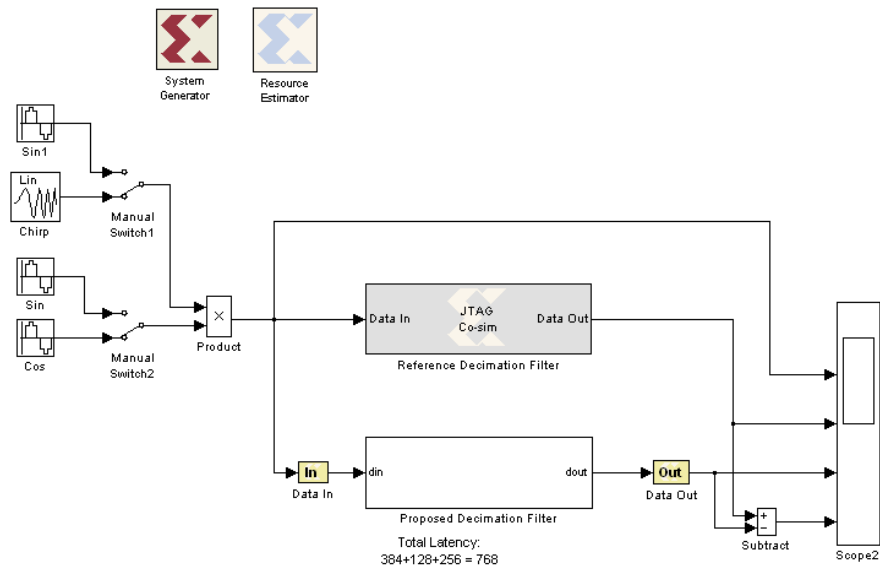 System
Generator
Resource
Estimator
Sin1
Lin
Chirp
Manual
Switch1
Sin
Cos
Manual
Switch2
×
Product
Data In
JTAG
Co-sim
Data Out
Reference Decimation Filter
In
Data In
din
dout
Proposed Decimation Filter
Out
Data Out
+
−
Subtract
Scope2
Total Latency:
384+128+256 = 768